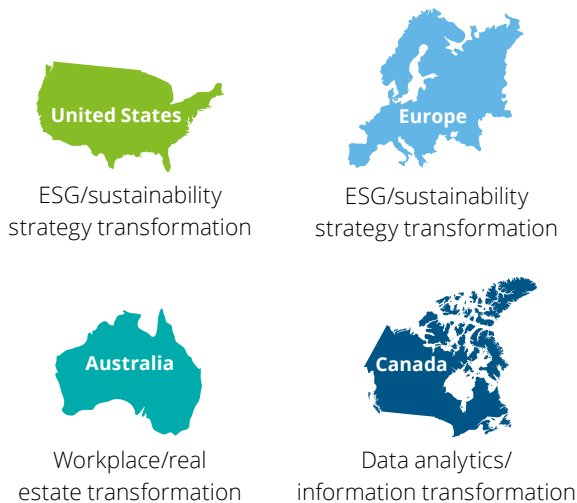 United States
ESG/sustainability
strategy transformation
Europe
ESG/sustainability
strategy transformation
Australia
Workplace/real
estate transformation
Canada
Data analytics/
information transformation